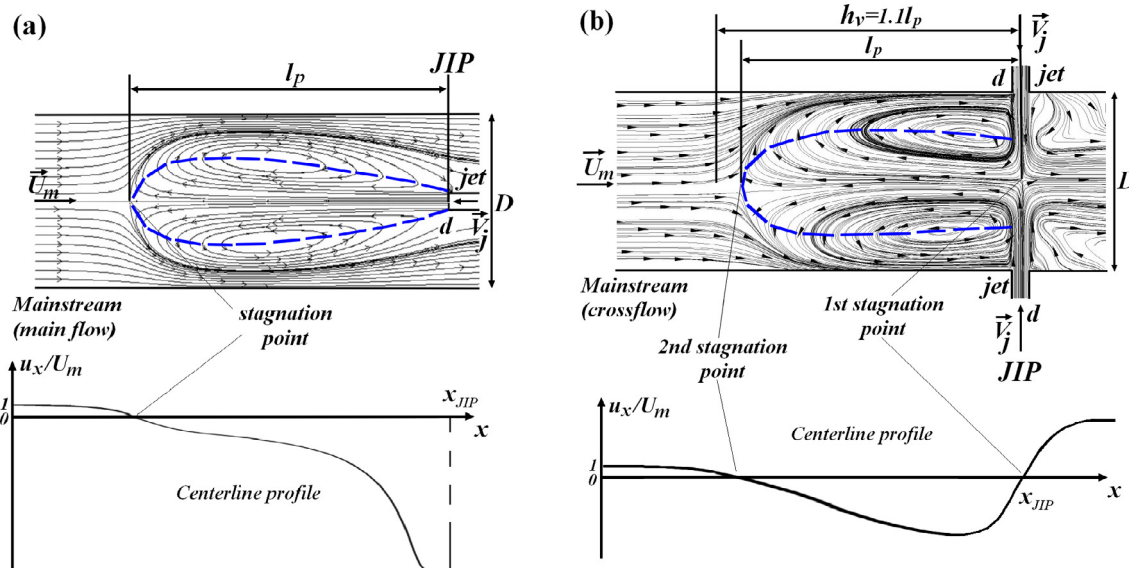 (a)
JIP
l_p
U_m
jet
D
d
V_j
Mainstream
(main flow)
stagnation
point
u_x/U_m
1
0
x_JIP
x
Centerline profile
(b)
h_v=1.1l_p
V_j
l_p
d
jet
U_m
D
Mainstream
(crossflow)
1st stagnation
point
jet
d
V_j
JIP
2nd stagnation
point
u_x/U_m
Centerline profile
1
0
x_JIP
x